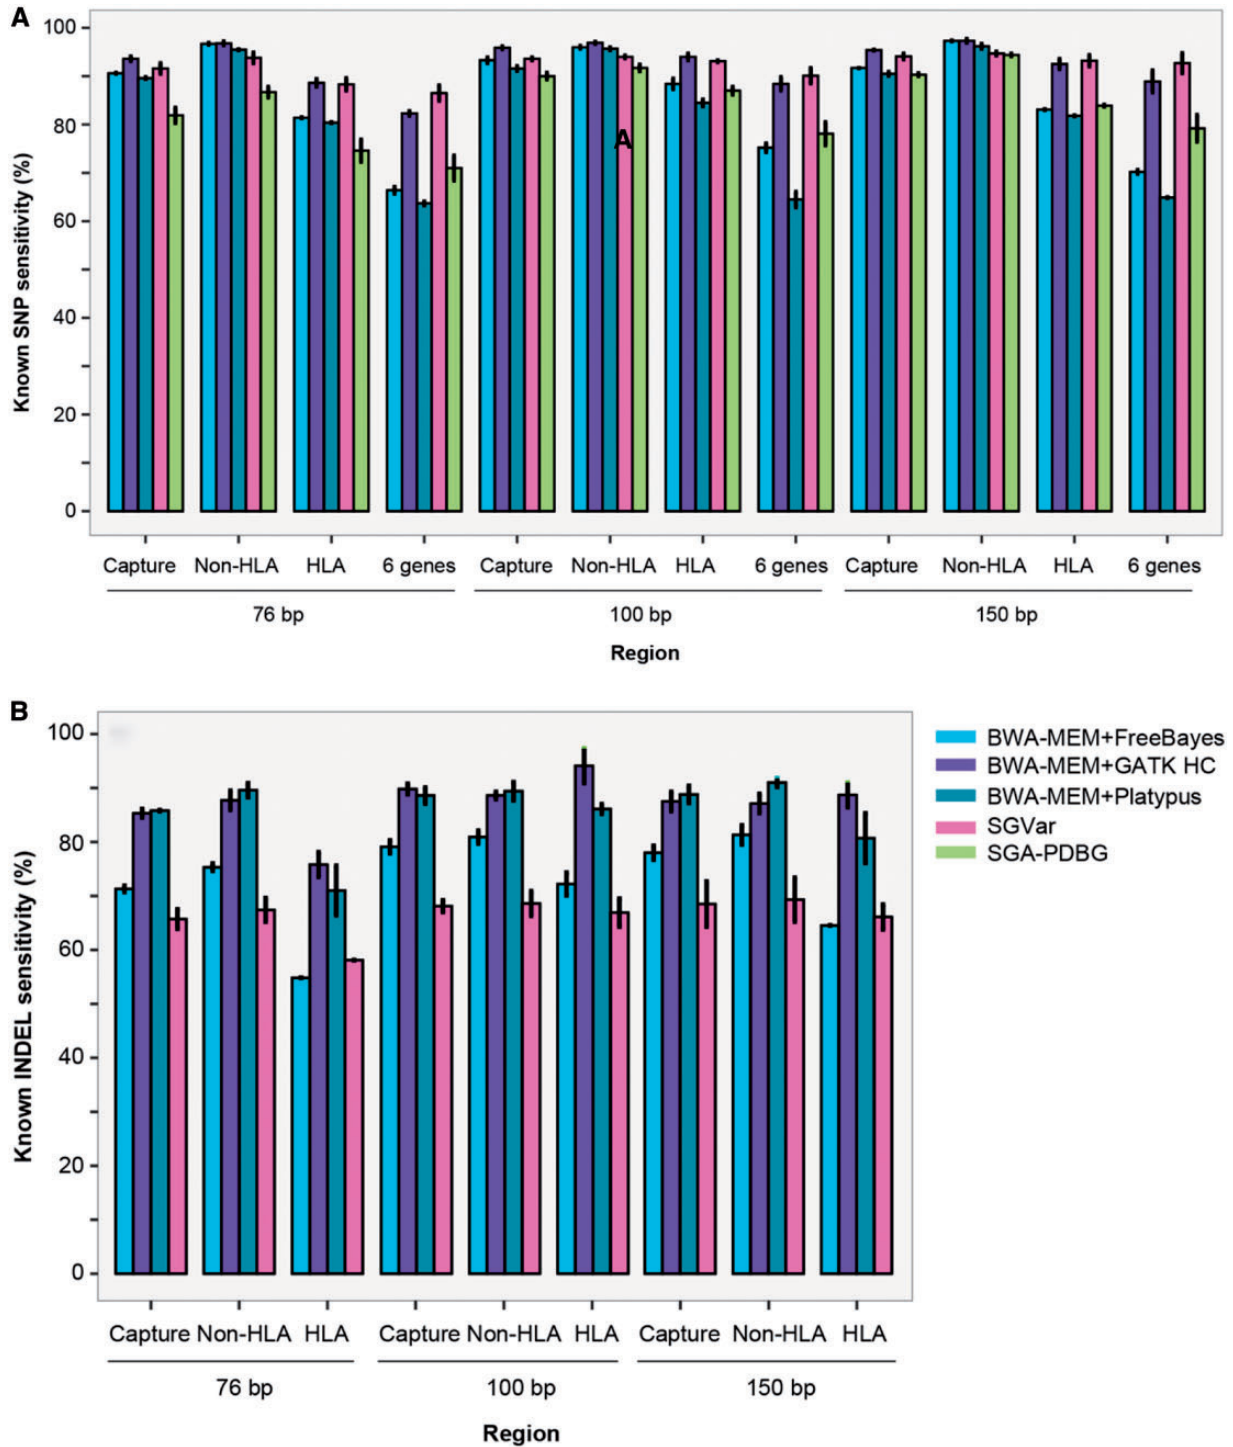 A
Known SNP sensitivity (%)
100
80
60
40
20
0
A
Capture Non-HLA HLA 6 genes Capture Non-HLA HLA 6 genes Capture Non-HLA HLA 6 genes
76 bp 100 bp 150 bp
Region
B
Known INDEL sensitivity (%)
100
80
60
40
20
0
BWA-MEM+FreeBayes
BWA-MEM+GATK HC
BWA-MEM+Platypus
SGVar
SGA-PDBG
Capture Non-HLA HLA Capture Non-HLA HLA Capture Non-HLA HLA
76 bp 100 bp 150 bp
Region